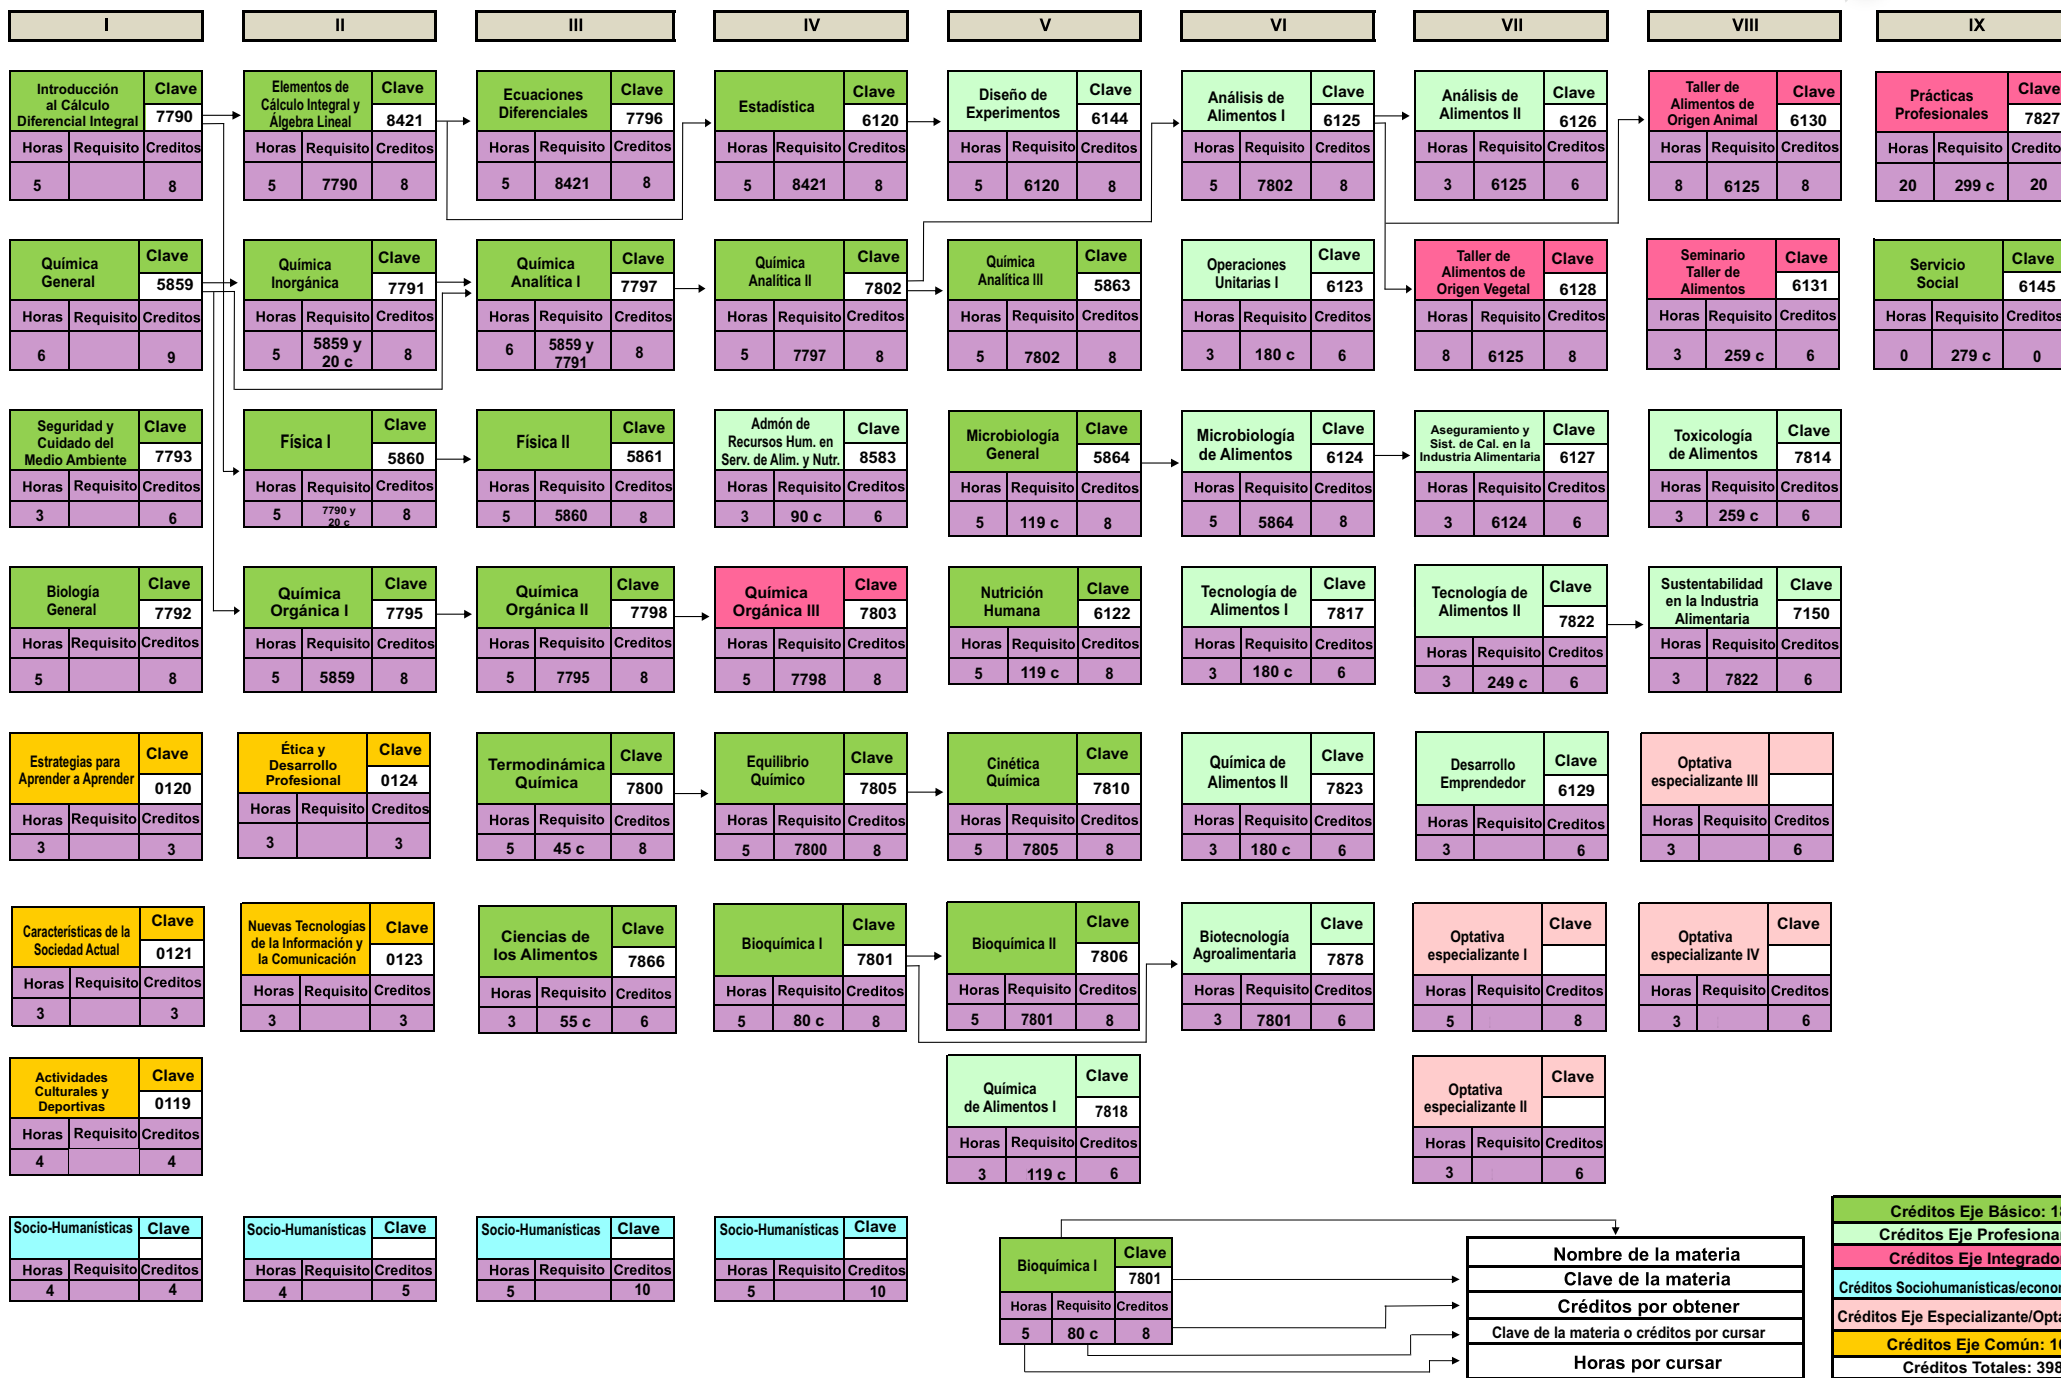 I II III IV V VI VII VIII IX
Introducción
al Cálculo
Diferencial Integral
Clave
7790
Horas Requisito Creditos
5 8
Elementos de
Cálculo Integral y
Álgebra Lineal
Clave
8421
Horas Requisito Creditos
5 7790 8
Ecuaciones
Diferenciales
Clave
7796
Horas Requisito Creditos
5 8421 8
Estadística
Clave
6120
Horas Requisito Creditos
5 8421 8
Diseño de
Experimentos
Clave
6144
Horas Requisito Creditos
5 6120 8
Análisis de
Alimentos I
Clave
6125
Horas Requisito Creditos
5 7802 8
Análisis de
Alimentos II
Clave
6126
Horas Requisito Creditos
3 6125 6
Taller de
Alimentos de
Origen Animal
Clave
6130
Horas Requisito Creditos
8 6125 8
Prácticas
Profesionales
Clave
7827
Horas Requisito Credito
20 299 c 20
Química
General
Clave
5859
Horas Requisito Creditos
6 9
Química
Inorgánica
Clave
7791
Horas Requisito Creditos
5 5859 y
20 c 8
Química
Analítica I
Clave
7797
Horas Requisito Creditos
6 5859 y
7791 8
Química
Analítica II
Clave
7802
Horas Requisito Creditos
5 7797 8
Química
Analítica III
Clave
5863
Horas Requisito Creditos
5 7802 8
Operaciones
Unitarias I
Clave
6123
Horas Requisito Creditos
3 180 c 6
Taller de
Alimentos de
Origen Vegetal
Clave
6128
Horas Requisito Creditos
8 6125 8
Seminario
Taller de
Alimentos
Clave
6131
Horas Requisito Creditos
3 259 c 6
Servicio
Social
Clave
6145
Horas Requisito Creditos
0 279 c 0
Seguridad y
Cuidado del
Medio Ambiente
Clave
7793
Horas Requisito Creditos
3 6
Física I
Clave
5860
Horas Requisito Creditos
5 7790 y
20 c 8
Física II
Clave
5861
Horas Requisito Creditos
5 5860 8
Admón de
Recursos Hum. en
Serv. de Alim. y Nutr.
Clave
8583
Horas Requisito Creditos
3 90 c 6
Microbiología
General
Clave
5864
Horas Requisito Creditos
5 119 c 8
Microbiología
de Alimentos
Clave
6124
Horas Requisito Creditos
5 5864 8
Aseguramiento y
Sist. de Cal. en la
Industria Alimentaria
Clave
6127
Horas Requisito Creditos
3 6124 6
Toxicología
de Alimentos
Clave
7814
Horas Requisito Creditos
3 259 c 6
Biología
General
Clave
7792
Horas Requisito Creditos
5 8
Química
Orgánica I
Clave
7795
Horas Requisito Creditos
5 5859 8
Química
Orgánica II
Clave
7798
Horas Requisito Creditos
5 7795 8
Química
Orgánica III
Clave
7803
Horas Requisito Creditos
5 7798 8
Nutrición
Humana
Clave
6122
Horas Requisito Creditos
5 119 c 8
Tecnología de
Alimentos I
Clave
7817
Horas Requisito Creditos
3 180 c 6
Tecnología de
Alimentos II
Clave
7822
Horas Requisito Creditos
3 249 c 6
Sustentabilidad
en la Industria
Alimentaria
Clave
7150
Horas Requisito Creditos
3 7822 6
Estrategias para
Aprender a Aprender
Clave
0120
Horas Requisito Creditos
3 3
Ética y
Desarrollo
Profesional
Clave
0124
Horas Requisito Creditos
3 3
Termodinámica
Química
Clave
7800
Horas Requisito Creditos
5 45 c 8
Equilibrio
Químico
Clave
7805
Horas Requisito Creditos
5 7800 8
Cinética
Química
Clave
7810
Horas Requisito Creditos
5 7805 8
Química de
Alimentos II
Clave
7823
Horas Requisito Creditos
3 180 c 6
Desarrollo
Emprendedor
Clave
6129
Horas Requisito Creditos
3 6
Optativa
especializante III
Horas Requisito Creditos
3 6
Características de la
Sociedad Actual
Clave
0121
Horas Requisito Creditos
3 3
Nuevas Tecnologías
de la Información y
la Comunicación
Clave
0123
Horas Requisito Creditos
3 3
Ciencias de
los Alimentos
Clave
7866
Horas Requisito Creditos
3 55 c 6
Bioquímica I
Clave
7801
Horas Requisito Creditos
5 80 c 8
Bioquímica II
Clave
7806
Horas Requisito Creditos
5 7801 8
Biotecnología
Agroalimentaria
Clave
7878
Horas Requisito Creditos
3 7801 6
Optativa
especializante I
Clave
Horas Requisito Creditos
5 8
Optativa
especializante IV
Clave
Horas Requisito Creditos
3 6
Actividades
Culturales y
Deportivas
Clave
0119
Horas Requisito Creditos
4 4
Química
de Alimentos I
Clave
7818
Horas Requisito Creditos
3 119 c 6
Optativa
especializante II
Clave
Horas Requisito Creditos
3 6
Socio-Humanísticas Clave
Horas Requisito Creditos
4 4
Socio-Humanísticas Clave
Horas Requisito Creditos
4 5
Socio-Humanísticas Clave
Horas Requisito Creditos
5 10
Socio-Humanísticas Clave
Horas Requisito Creditos
5 10
Bioquímica I
Clave
7801
Horas Requisito Creditos
5 80 c 8
Nombre de la materia
Clave de la materia
Créditos por obtener
Clave de la materia o créditos por cursar
Horas por cursar
Créditos Eje Básico: 18
Créditos Eje Profesiona
Créditos Eje Integrado
Créditos Sociohumanísticas/econo
Créditos Eje Especializante/Opta
Créditos Eje Común: 1
Créditos Totales: 398